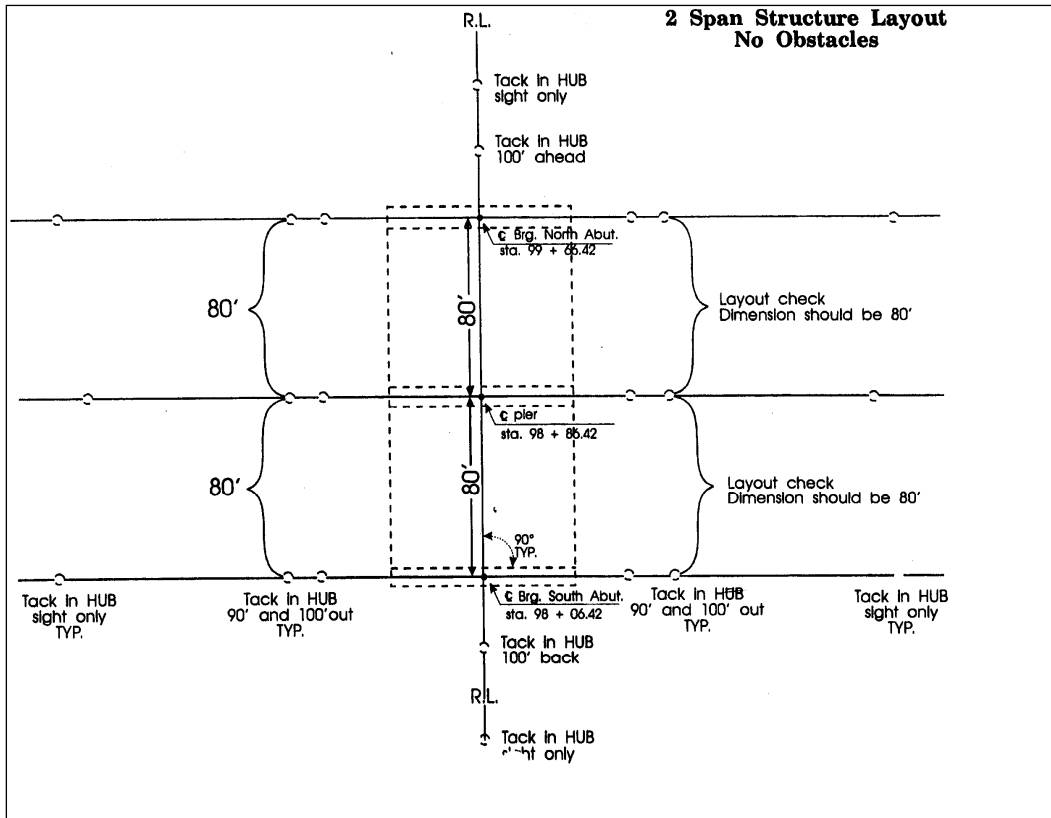 2 Span Structure Layout
No Obstacles
R.L.
Tack in HUB
sight only
Tack in HUB
100' ahead
℄ Brg. North Abut.
sta. 99 + 66.42
80'
80'
Layout check
Dimension should be 80'
℄ pier
sta. 98 + 86.42
80'
80'
Layout check
Dimension should be 80'
90°
TYP.
Tack in HUB
sight only
TYP.
Tack in HUB
90' and 100'out
TYP.
℄ Brg. South Abut.
sta. 98 + 06.42
Tack in HUB
90' and 100' out
TYP.
Tack in HUB
sight only
TYP.
Tack in HUB
100' back
R.L.
Tack in HUB
only